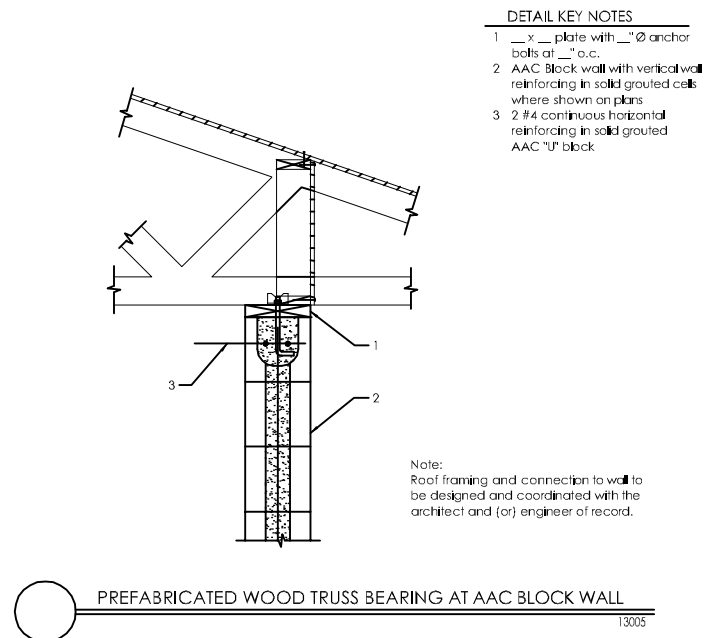 DETAIL KEY NOTES
1 __ x __ plate with __" Ø anchor
bolts at __" o.c.
2 AAC Block wall with vertical wall
reinforcing in solid grouted cells
where shown on plans
3 2 #4 continuous horizontal
reinforcing in solid grouted
AAC "U" block
1
3
2
Note:
Roof framing and connection to wall to
be designed and coordinated with the
architect and (or) engineer of record.
PREFABRICATED WOOD TRUSS BEARING AT AAC BLOCK WALL
13005